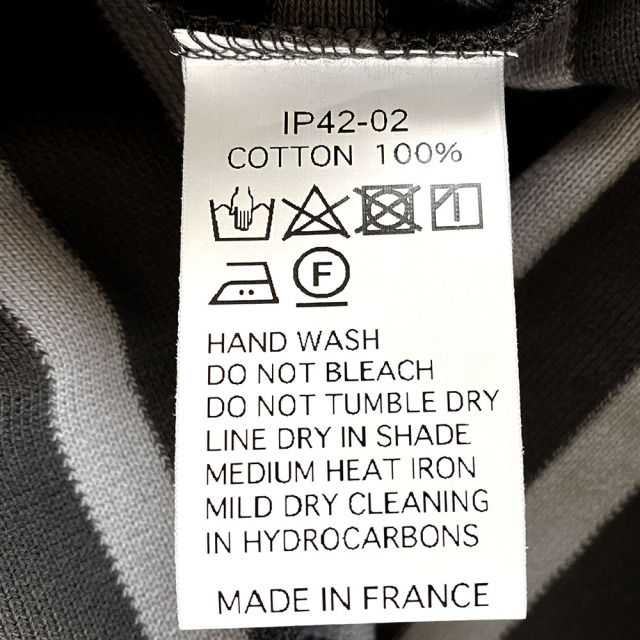 IP42-02
COTTON 100%
F
HAND WASH
DO NOT BLEACH
DO NOT TUMBLE DRY
LINE DRY IN SHADE
MEDIUM HEAT IRON
MILD DRY CLEANING
IN HYDROCARBONS
MADE IN FRANCE